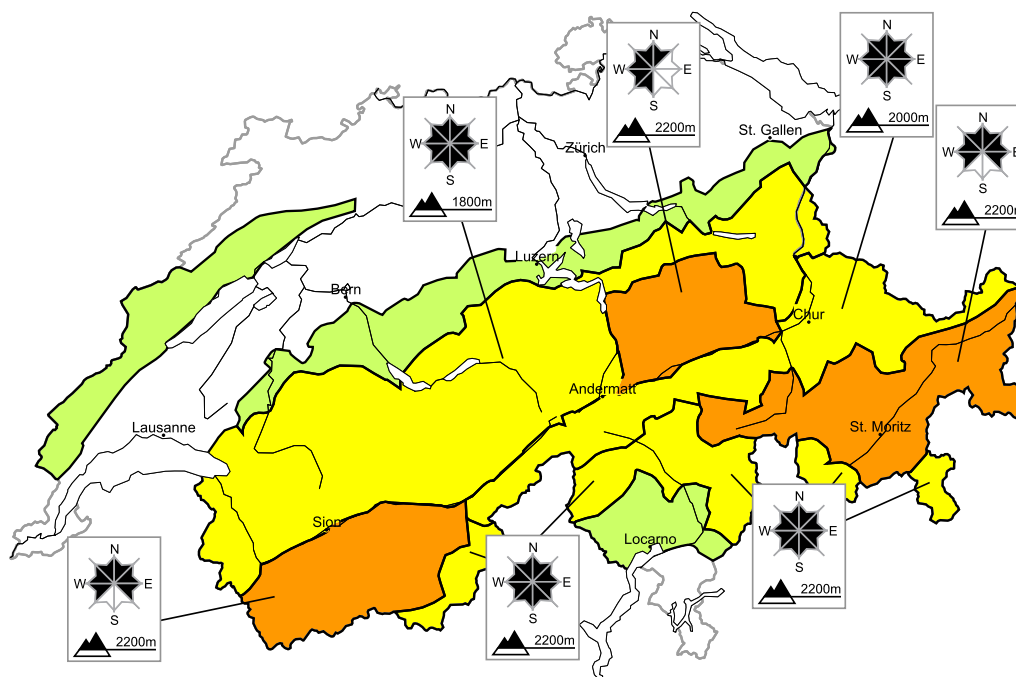 N
W E
S
2200m
N
W E
S
2000m
N
W E
S
1800m
N
W E
S
2200m
St. Gallen
Zürich
Luzern
Bern
Chur
Andermatt
Lausanne
St. Moritz
Sion
Locarno
N
W E
S
2200m
N
W E
S
2200m
N
W E
S
2200m